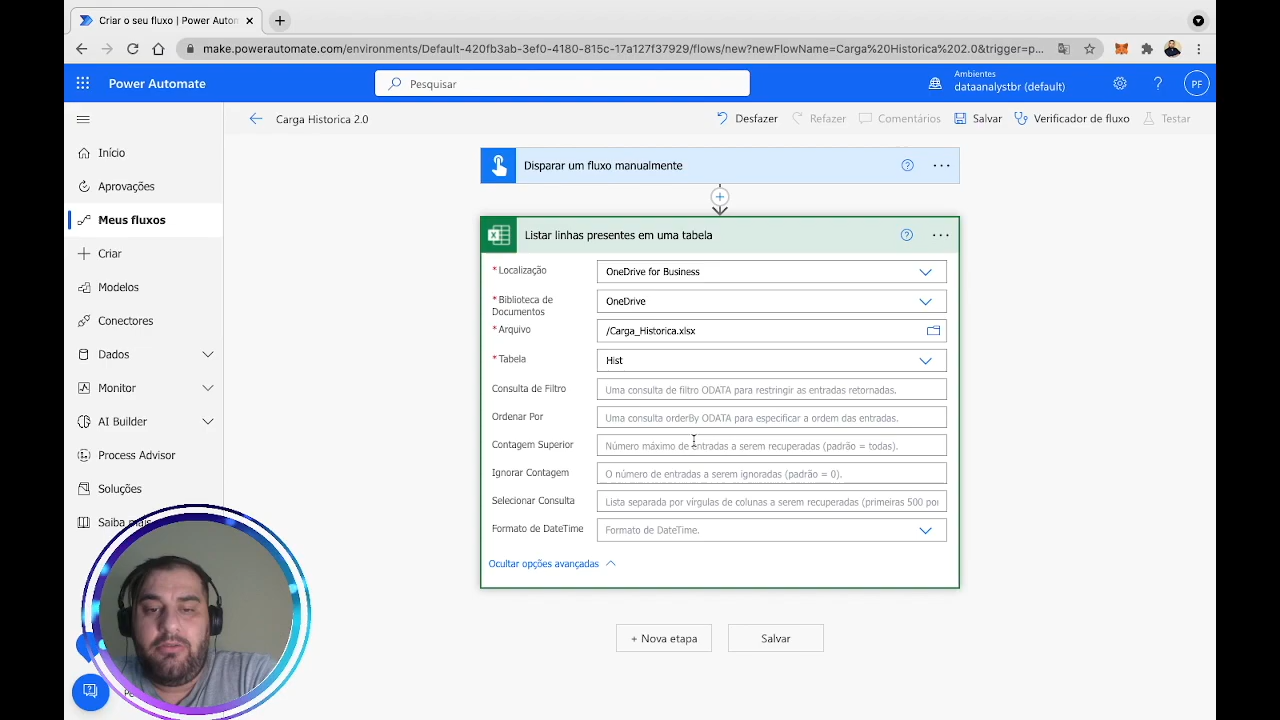 Criar o seu fluxo | Power Auton
make.powerautomate.com/environments/Default-420fb3ab-3ef0-4180-815c-17a127f37929/flows/new?newFlowName=Carga%20Historica%202.0&trigger=p...
Power Automate
Pesquisar
Ambientes
dataanalystbr (default)
PF
Carga Historica 2.0
Desfazer
Refazer
Comentários
Salvar
Verificador de fluxo
Testar
Início
Aprovações
Meus fluxos
Criar
Modelos
Conectores
Dados
Monitor
AI Builder
Process Advisor
Soluções
Saiba mais
Disparar um fluxo manualmente
Listar linhas presentes em uma tabela
* Localização
OneDrive for Business
* Biblioteca de
Documentos
OneDrive
* Arquivo
/Carga_Historica.xlsx
* Tabela
Hist
Consulta de Filtro
Uma consulta de filtro ODATA para restringir as entradas retornadas.
Ordenar Por
Uma consulta orderBy ODATA para especificar a ordem das entradas.
Contagem Superior
Número máximo de entradas a serem recuperadas (padrão = todas).
Ignorar Contagem
O número de entradas a serem ignoradas (padrão = 0).
Selecionar Consulta
Lista separada por vírgulas de colunas a serem recuperadas (primeiras 500 por
Formato de DateTime
Formato de DateTime.
Ocultar opções avançadas
+ Nova etapa
Salvar